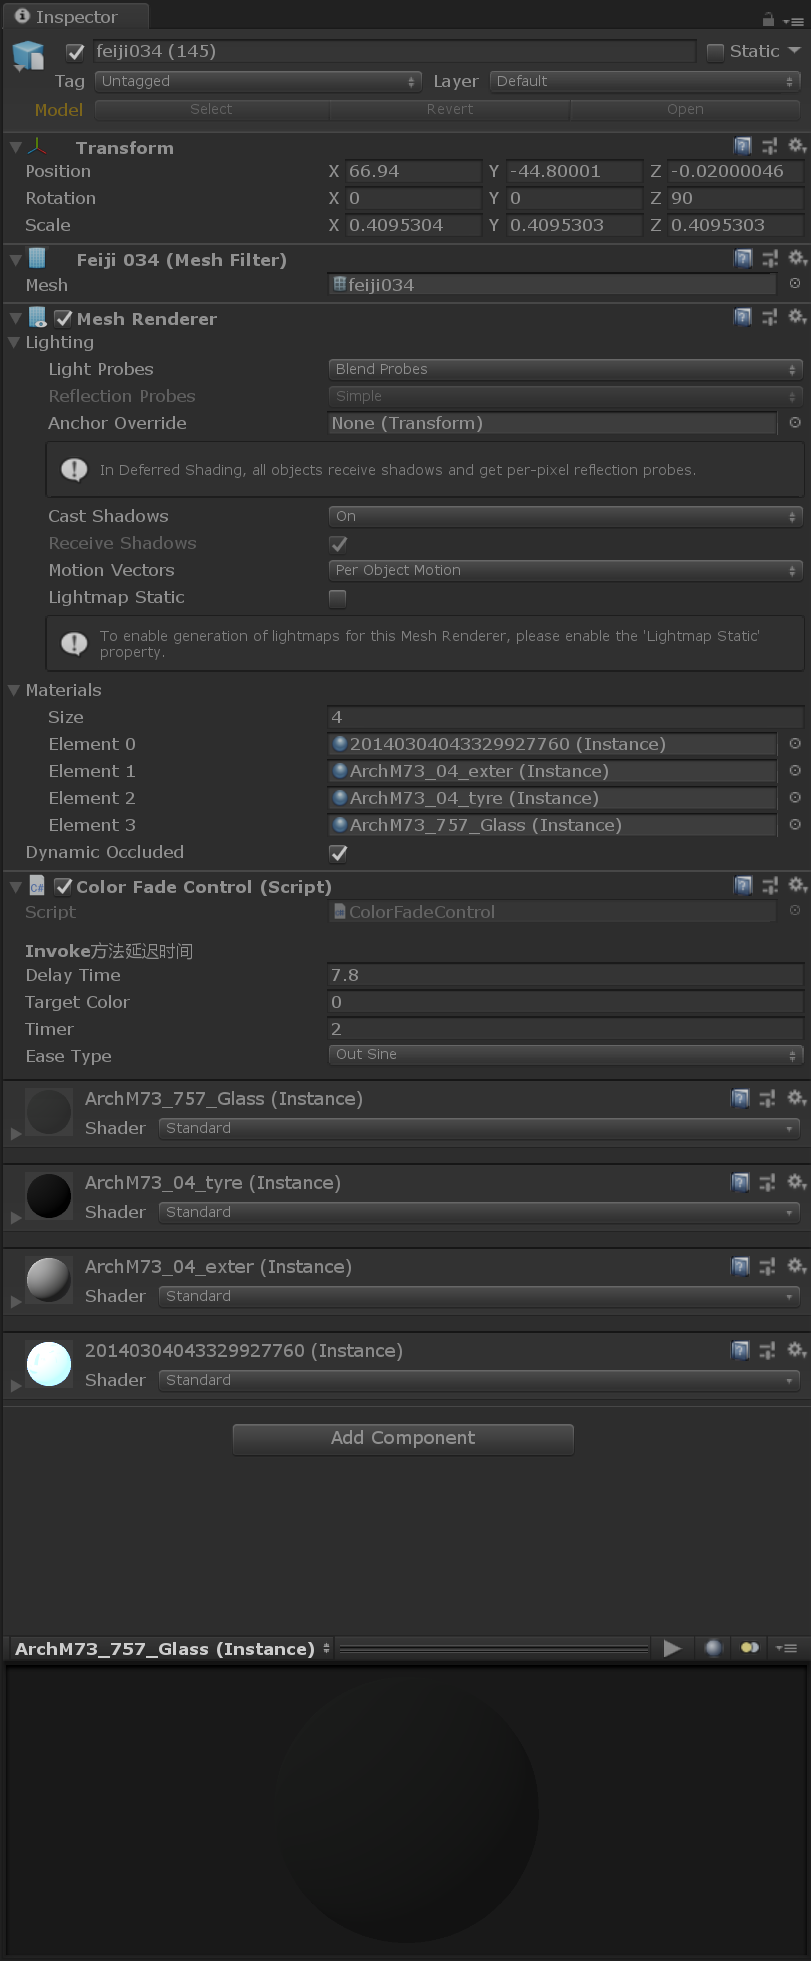 Inspector
feiji034 (145) Static
Tag Untagged Layer Default
Model Select Revert Open
Transform
Position X 66.94 Y -44.80001 Z -0.02000046
Rotation X 0 Y 0 Z 90
Scale X 0.4095304 Y 0.4095303 Z 0.4095303
Feiji 034 (Mesh Filter)
Mesh feiji034
Mesh Renderer
Lighting
Light Probes Blend Probes
Reflection Probes Simple
Anchor Override None (Transform)
In Deferred Shading, all objects receive shadows and get per-pixel reflection probes.
Cast Shadows On
Receive Shadows
Motion Vectors Per Object Motion
Lightmap Static
To enable generation of lightmaps for this Mesh Renderer, please enable the 'Lightmap Static'
property.
Materials
Size 4
Element 0 20140304043329927760 (Instance)
Element 1 ArchM73_04_exter (Instance)
Element 2 ArchM73_04_tyre (Instance)
Element 3 ArchM73_757_Glass (Instance)
Dynamic Occluded
C# Color Fade Control (Script)
Script ColorFadeControl
Invoke方法延迟时间
Delay Time 7.8
Target Color 0
Timer 2
Ease Type Out Sine
ArchM73_757_Glass (Instance)
Shader Standard
ArchM73_04_tyre (Instance)
Shader Standard
ArchM73_04_exter (Instance)
Shader Standard
20140304043329927760 (Instance)
Shader Standard
Add Component
ArchM73_757_Glass (Instance)